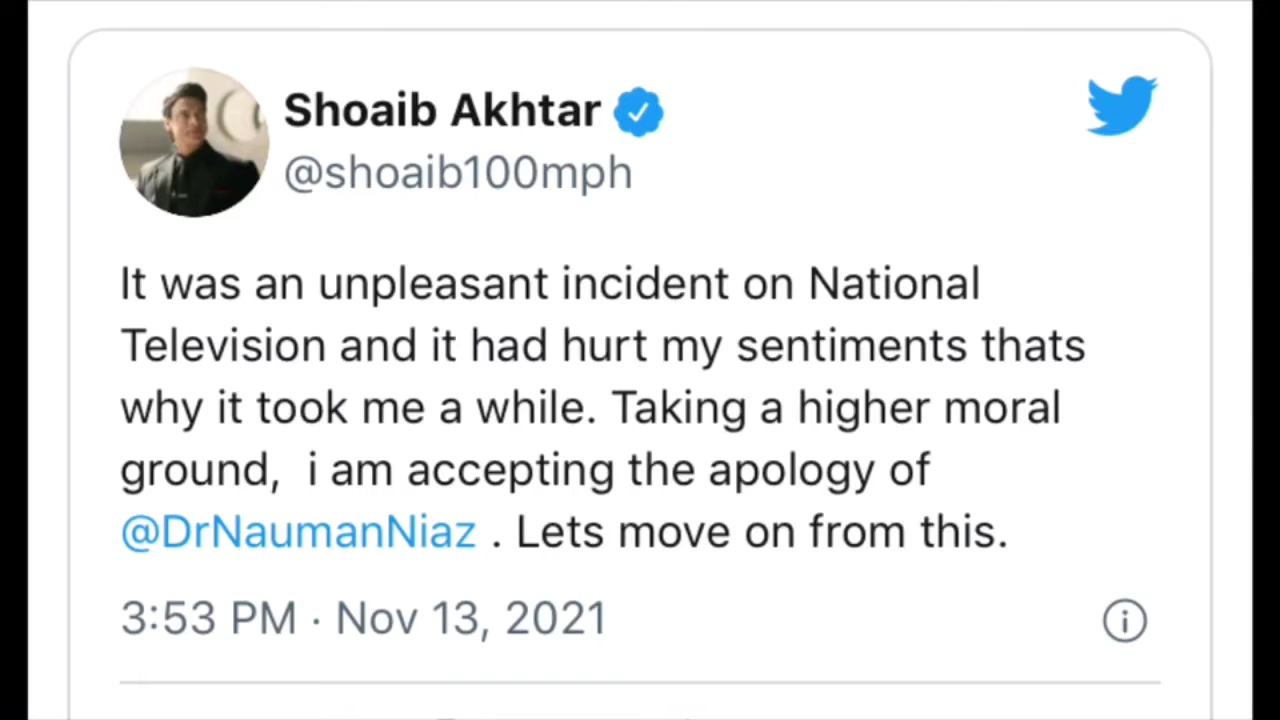 Shoaib Akhtar
@shoaib100mph
It was an unpleasant incident on National
Television and it had hurt my sentiments thats
why it took me a while. Taking a higher moral
ground,  i am accepting the apology of
@DrNaumanNiaz . Lets move on from this.
3:53 PM · Nov 13, 2021